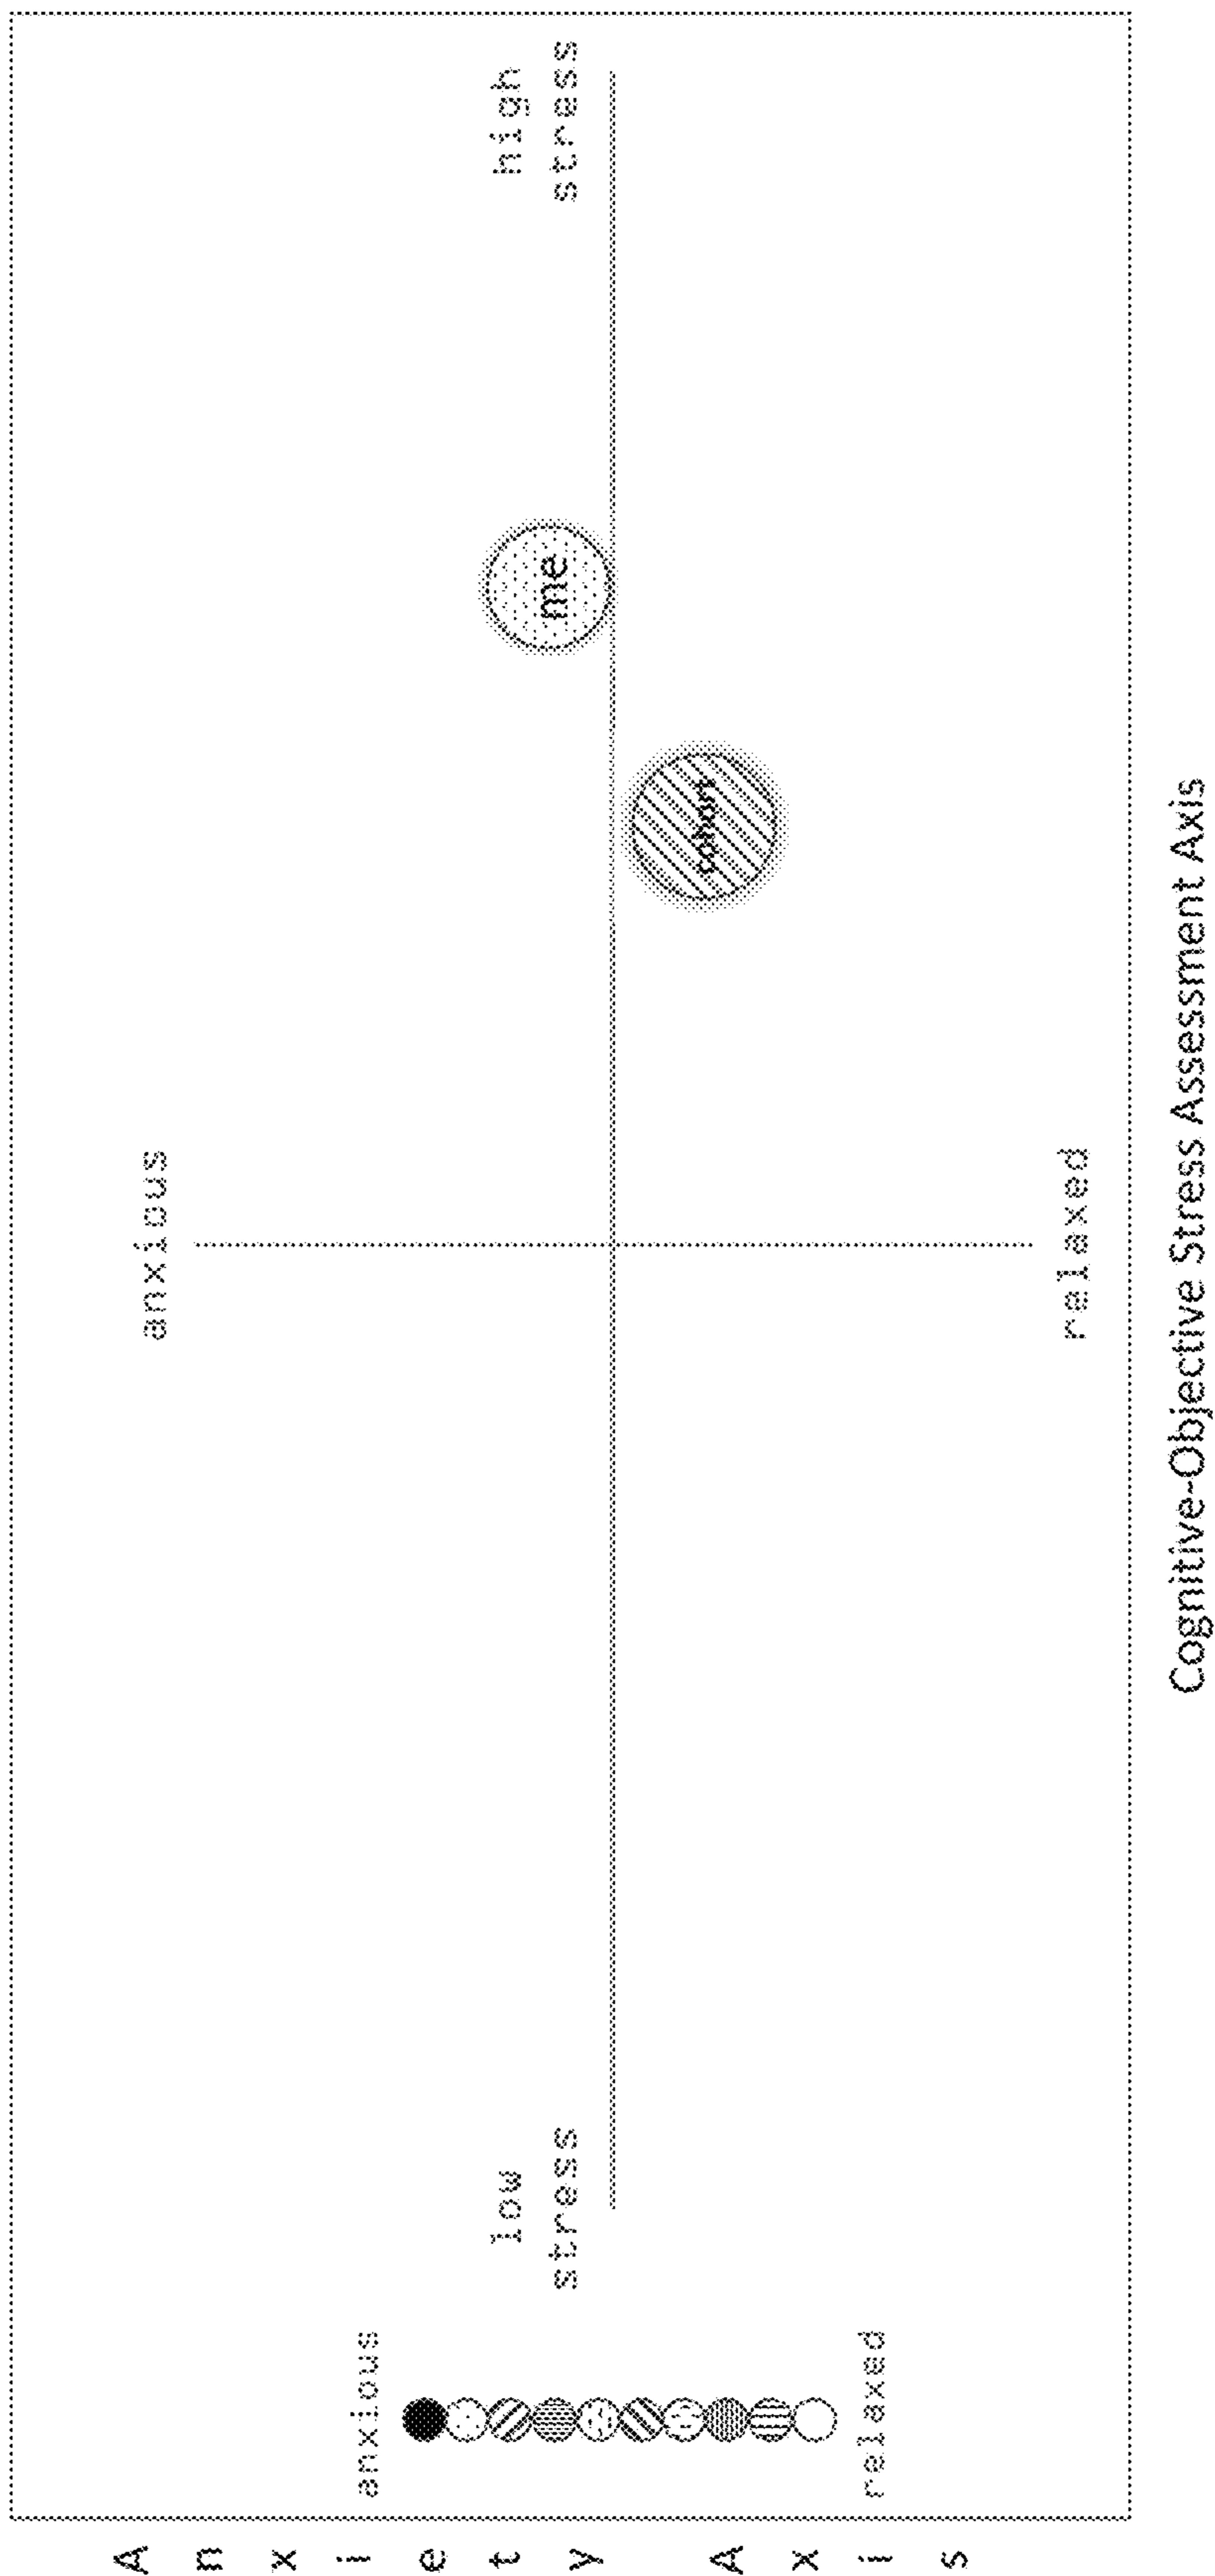 anxious
high
stress
me
low
stress
cohort
anxious
relaxed
relaxed
Anxiety Axis
Cognitive-Objective Stress Assessment Axis